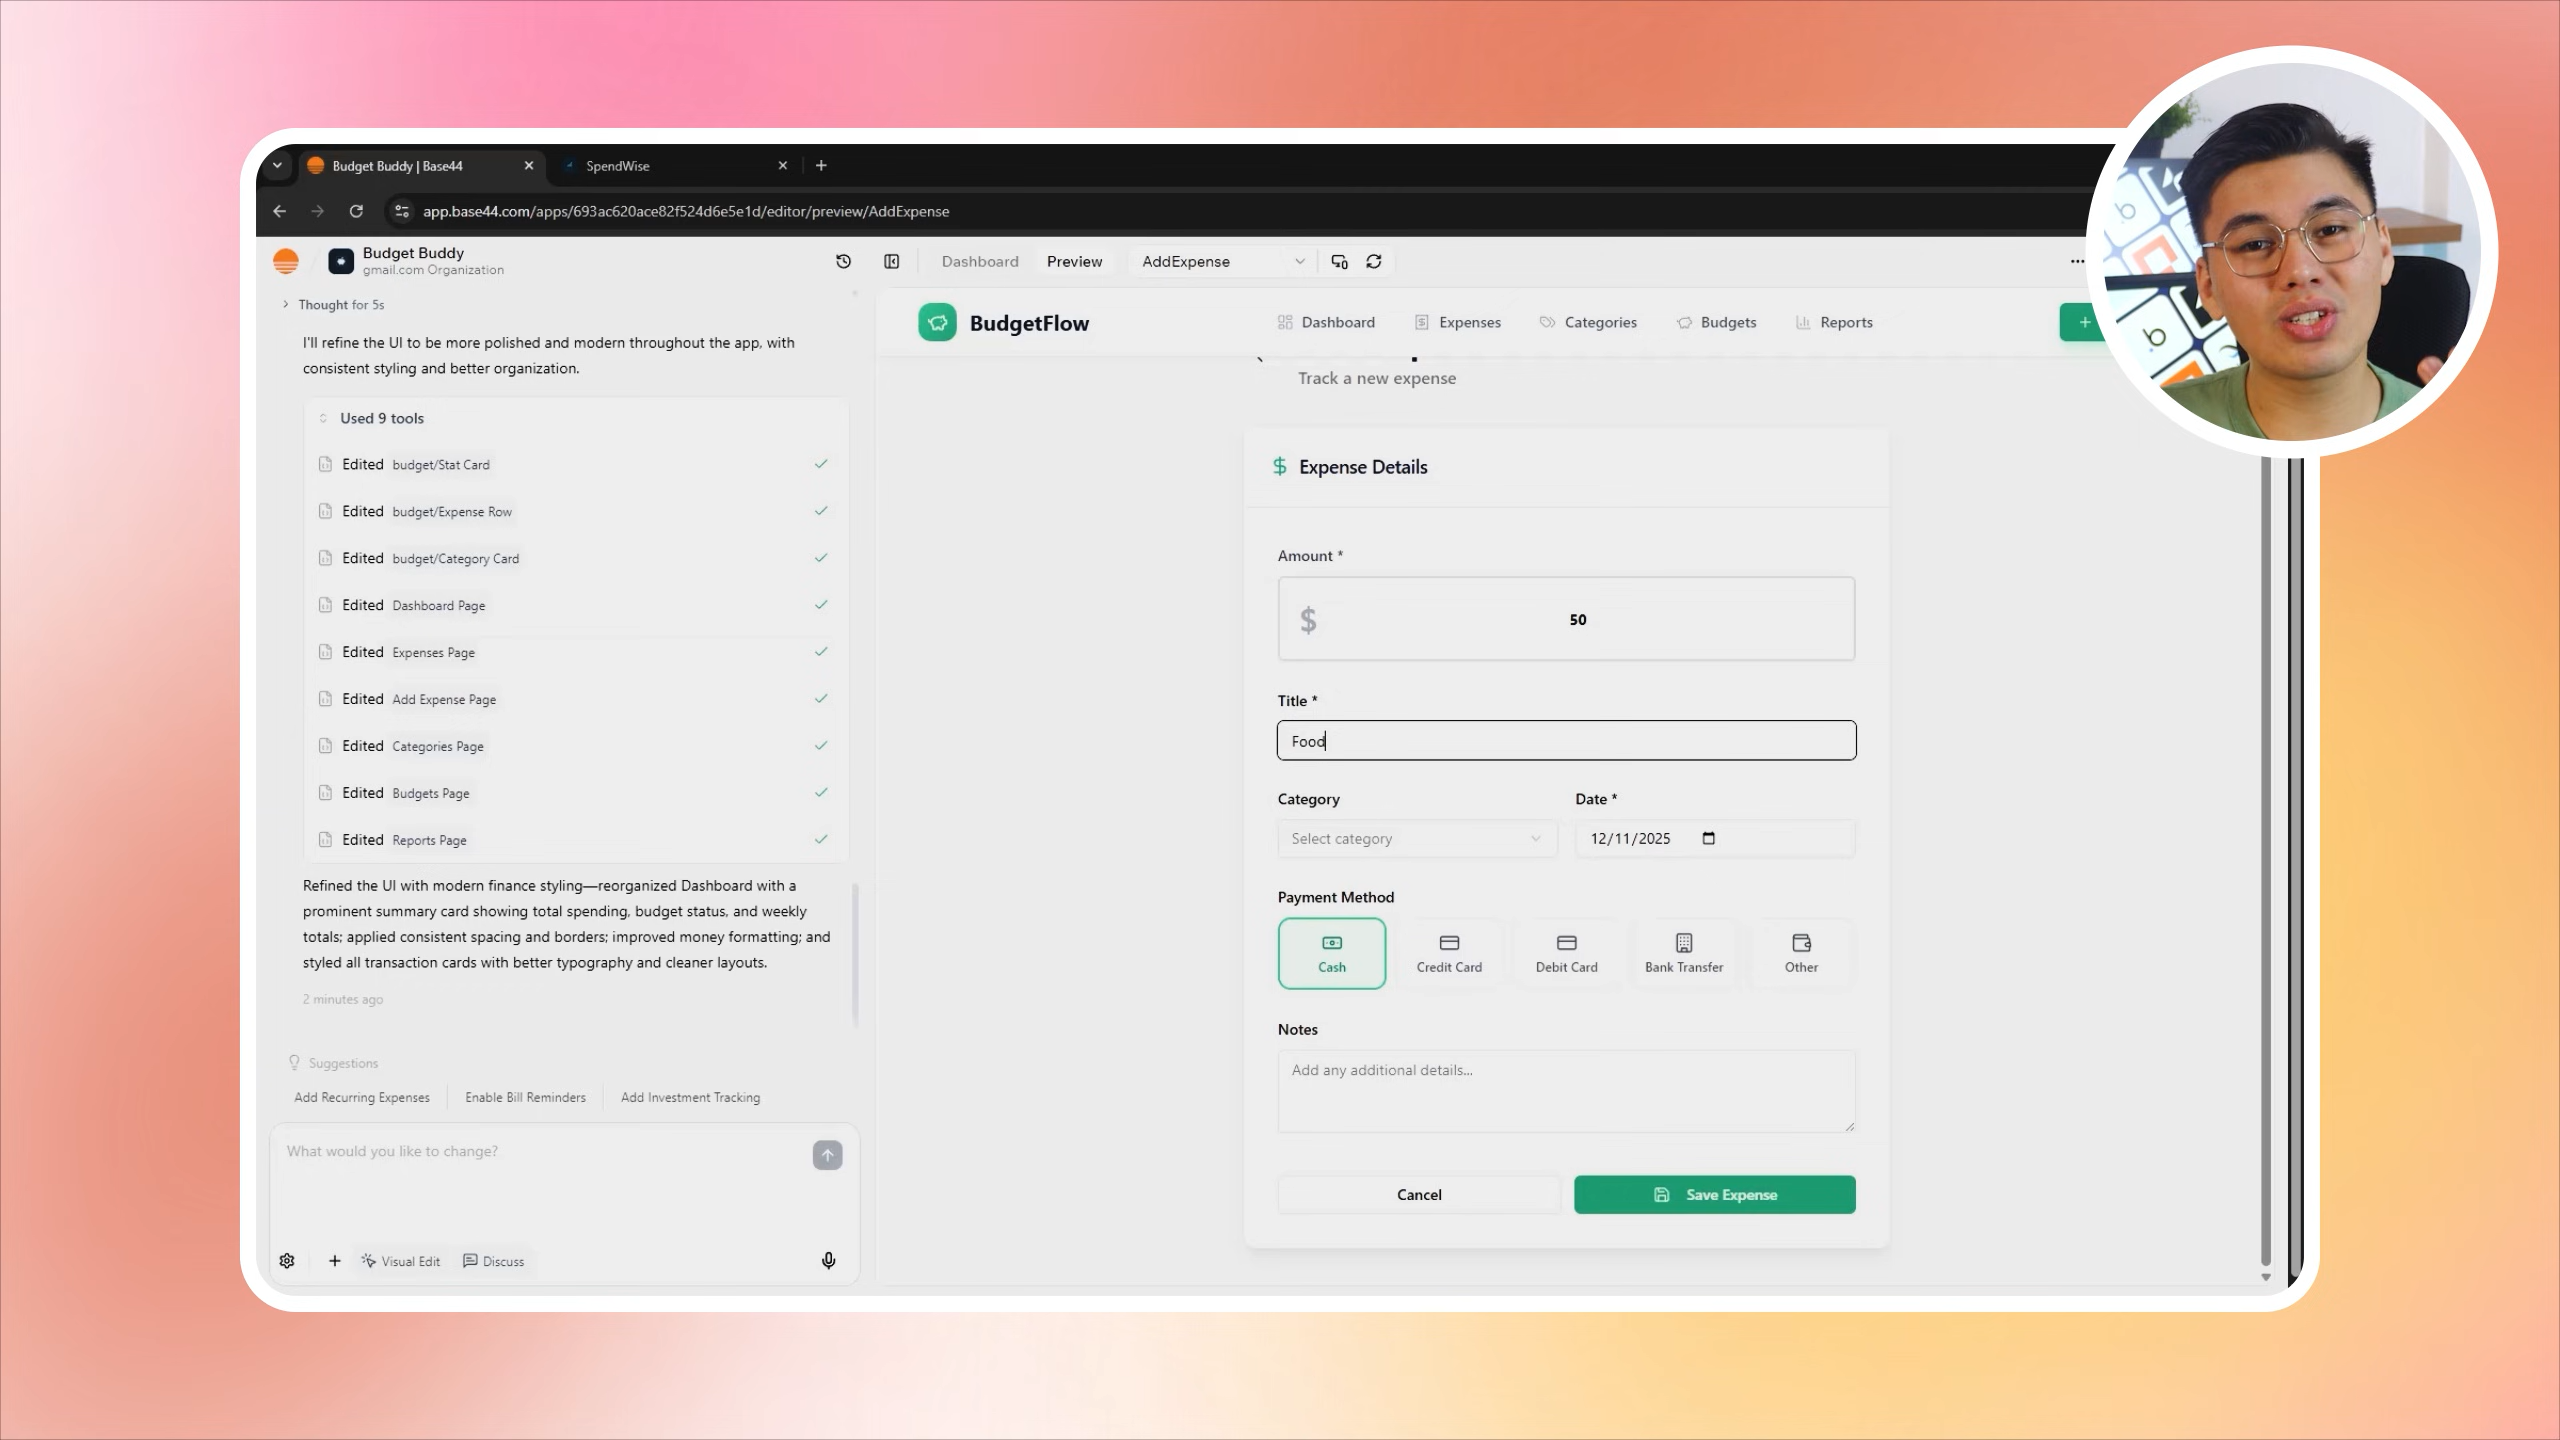 Budget Buddy | Base44
SpendWise
app.base44.com/apps/693ac620ace82f524d6e5e1d/editor/preview/AddExpense
Budget Buddy
gmail.com Organization
Dashboard
Preview
AddExpense
Thought for 5s
I'll refine the UI to be more polished and modern throughout the app, with
consistent styling and better organization.
Used 9 tools
Edited budget/Stat Card
Edited budget/Expense Row
Edited budget/Category Card
Edited Dashboard Page
Edited Expenses Page
Edited Add Expense Page
Edited Categories Page
Edited Budgets Page
Edited Reports Page
Refined the UI with modern finance styling—reorganized Dashboard with a
prominent summary card showing total spending, budget status, and weekly
totals; applied consistent spacing and borders; improved money formatting; and
styled all transaction cards with better typography and cleaner layouts.
2 minutes ago
Suggestions
Add Recurring Expenses
Enable Bill Reminders
Add Investment Tracking
What would you like to change?
Visual Edit
Discuss
BudgetFlow
Dashboard
Expenses
Categories
Budgets
Reports
Track a new expense
$ Expense Details
Amount *
$ 50
Title *
Food
Category
Date *
Select category
12/11/2025
Payment Method
Cash
Credit Card
Debit Card
Bank Transfer
Other
Notes
Add any additional details...
Cancel
Save Expense